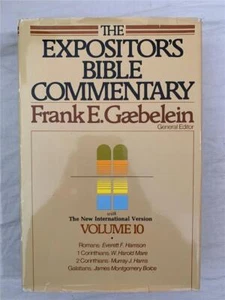 THE
EXPOSITOR'S
BIBLE
COMMENTARY
Frank E. Gæbelein
General Editor
with
The New International Version
VOLUME 10
Romans: Everett F. Harrison
1 Corinthians: W. Harold Mare
2 Corinthians: Murray J. Harris
Galatians: James Montgomery Boice